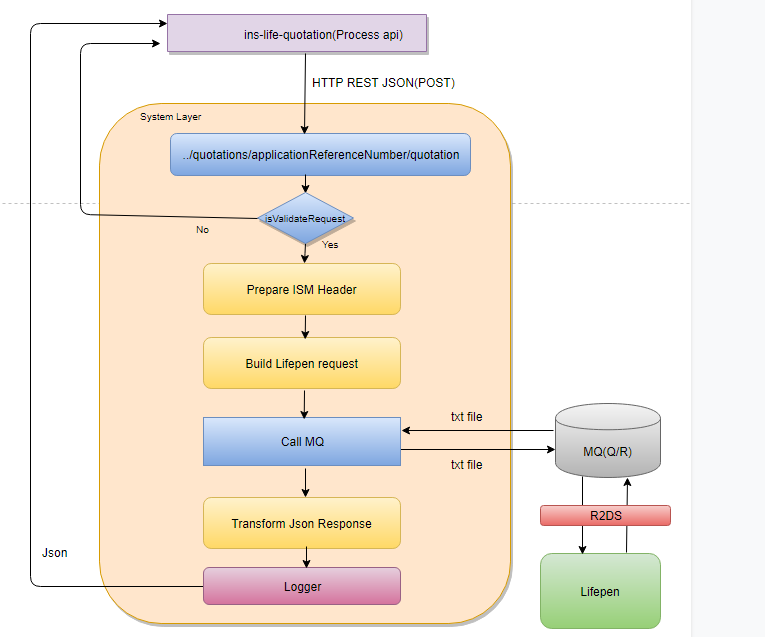 ins-life-quotation(Process api)
HTTP REST JSON(POST)
System Layer
../quotations/applicationReferenceNumber/quotation
isValidateRequest
No
Yes
Prepare ISM Header
Build Lifepen request
Call MQ
txt file
txt file
MQ(Q/R)
R2DS
Transform Json Response
Json
Logger
Lifepen